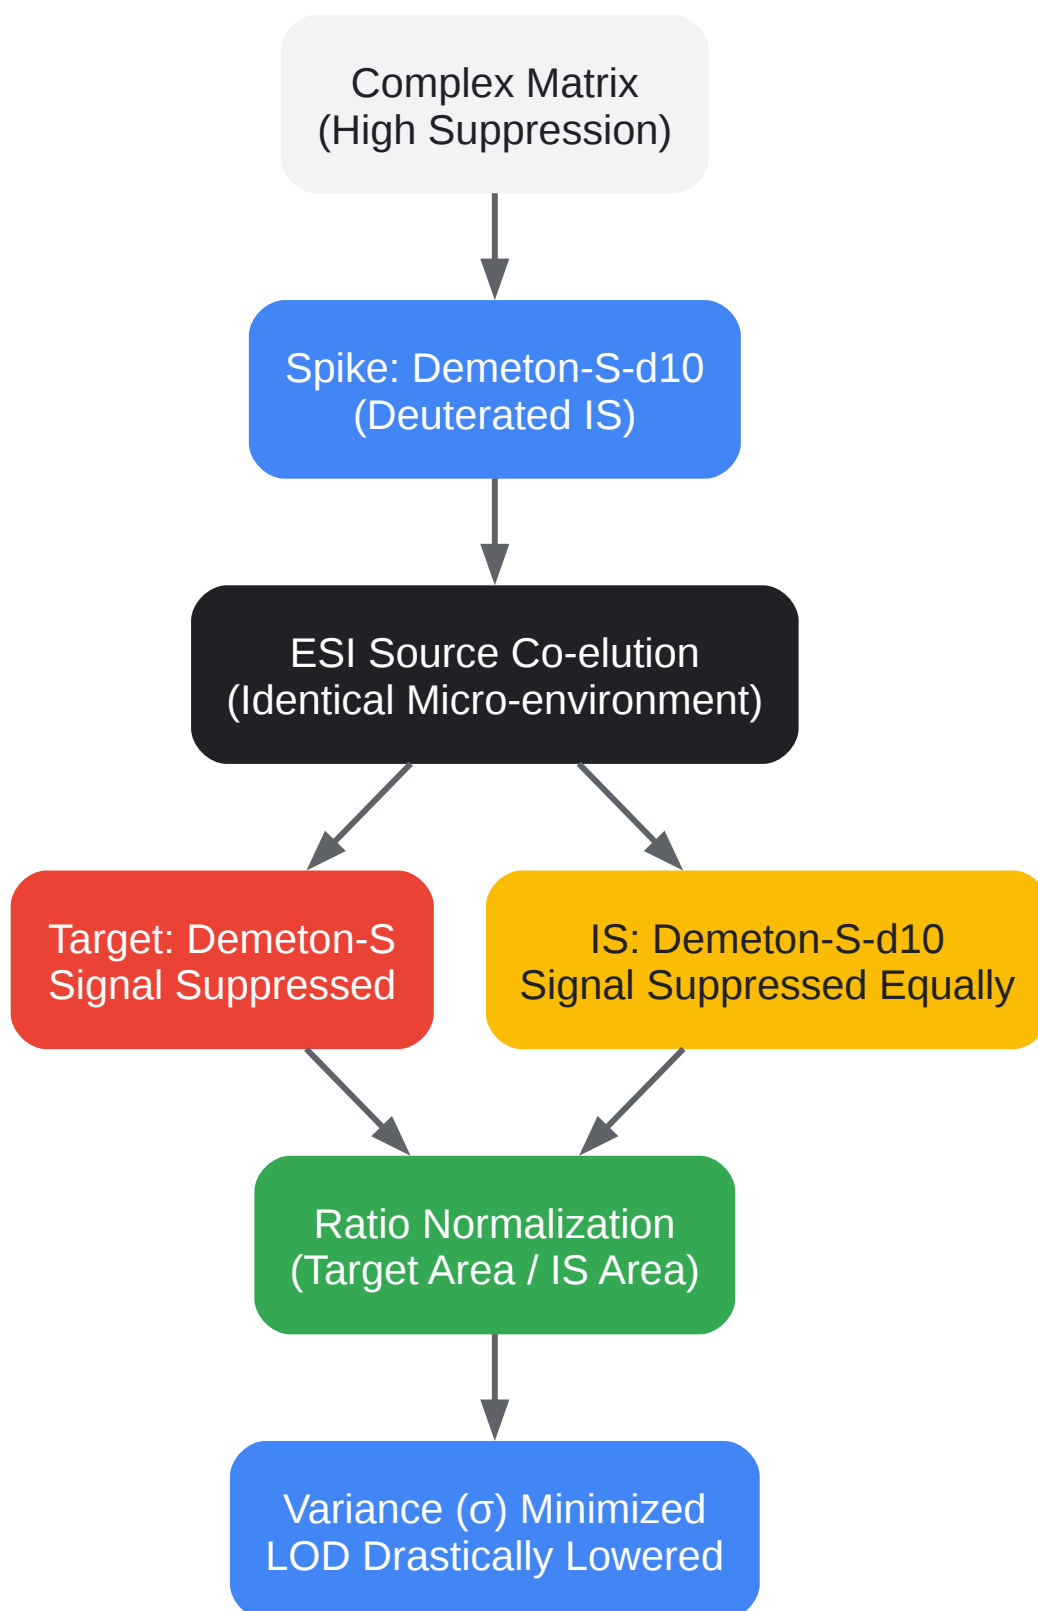 Complex Matrix
(High Suppression)
Spike: Demeton-S-d10
(Deuterated IS)
ESI Source Co-elution
(Identical Micro-environment)
Target: Demeton-S
Signal Suppressed
IS: Demeton-S-d10
Signal Suppressed Equally
Ratio Normalization
(Target Area / IS Area)
Variance (σ) Minimized
LOD Drastically Lowered